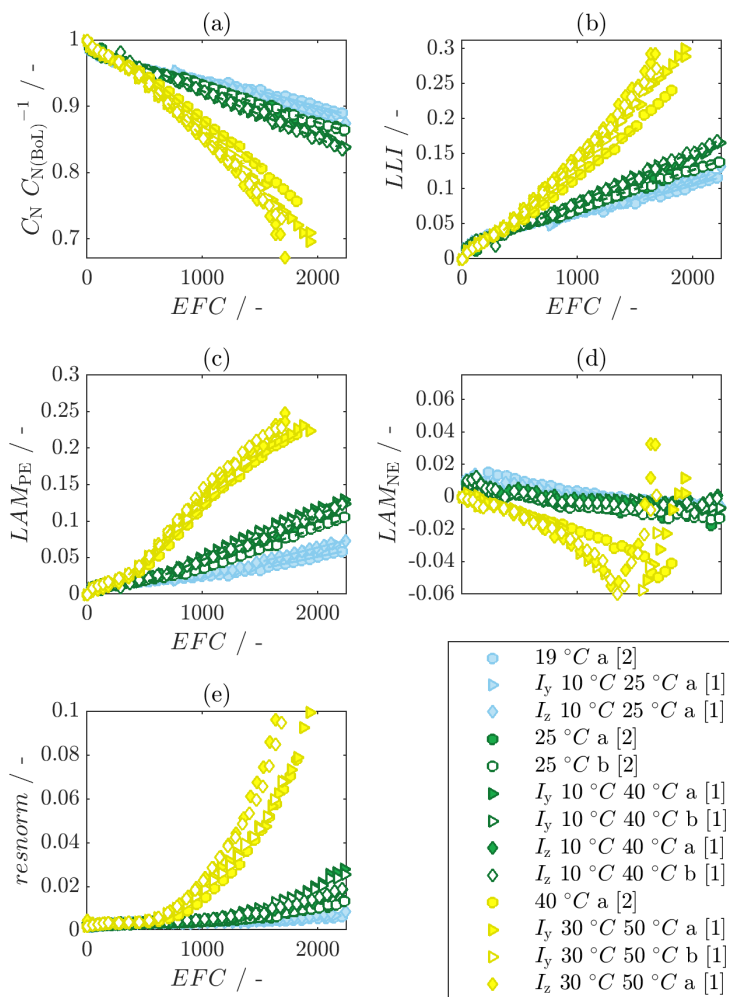 (a)
1
0.9
0.8
0.7
0
1000
2000
C_N C_N(BoL)^−1 / -
EFC / -
(b)
0.3
0.25
0.2
0.15
0.1
0.05
0
0
1000
2000
LLI / -
EFC / -
(c)
0.3
0.25
0.2
0.15
0.1
0.05
0
0
1000
2000
LAM_PE / -
EFC / -
(d)
0.06
0.04
0.02
0
-0.02
-0.04
-0.06
LAM_NE / -
(e)
0.1
0.08
0.06
0.04
0.02
0
0
1000
2000
resnorm / -
EFC / -
19 °C a [2]
I_y 10 °C 25 °C a [1]
I_z 10 °C 25 °C a [1]
25 °C a [2]
25 °C b [2]
I_y 10 °C 40 °C a [1]
I_y 10 °C 40 °C b [1]
I_z 10 °C 40 °C a [1]
I_z 10 °C 40 °C b [1]
40 °C a [2]
I_y 30 °C 50 °C a [1]
I_y 30 °C 50 °C b [1]
I_z 30 °C 50 °C a [1]